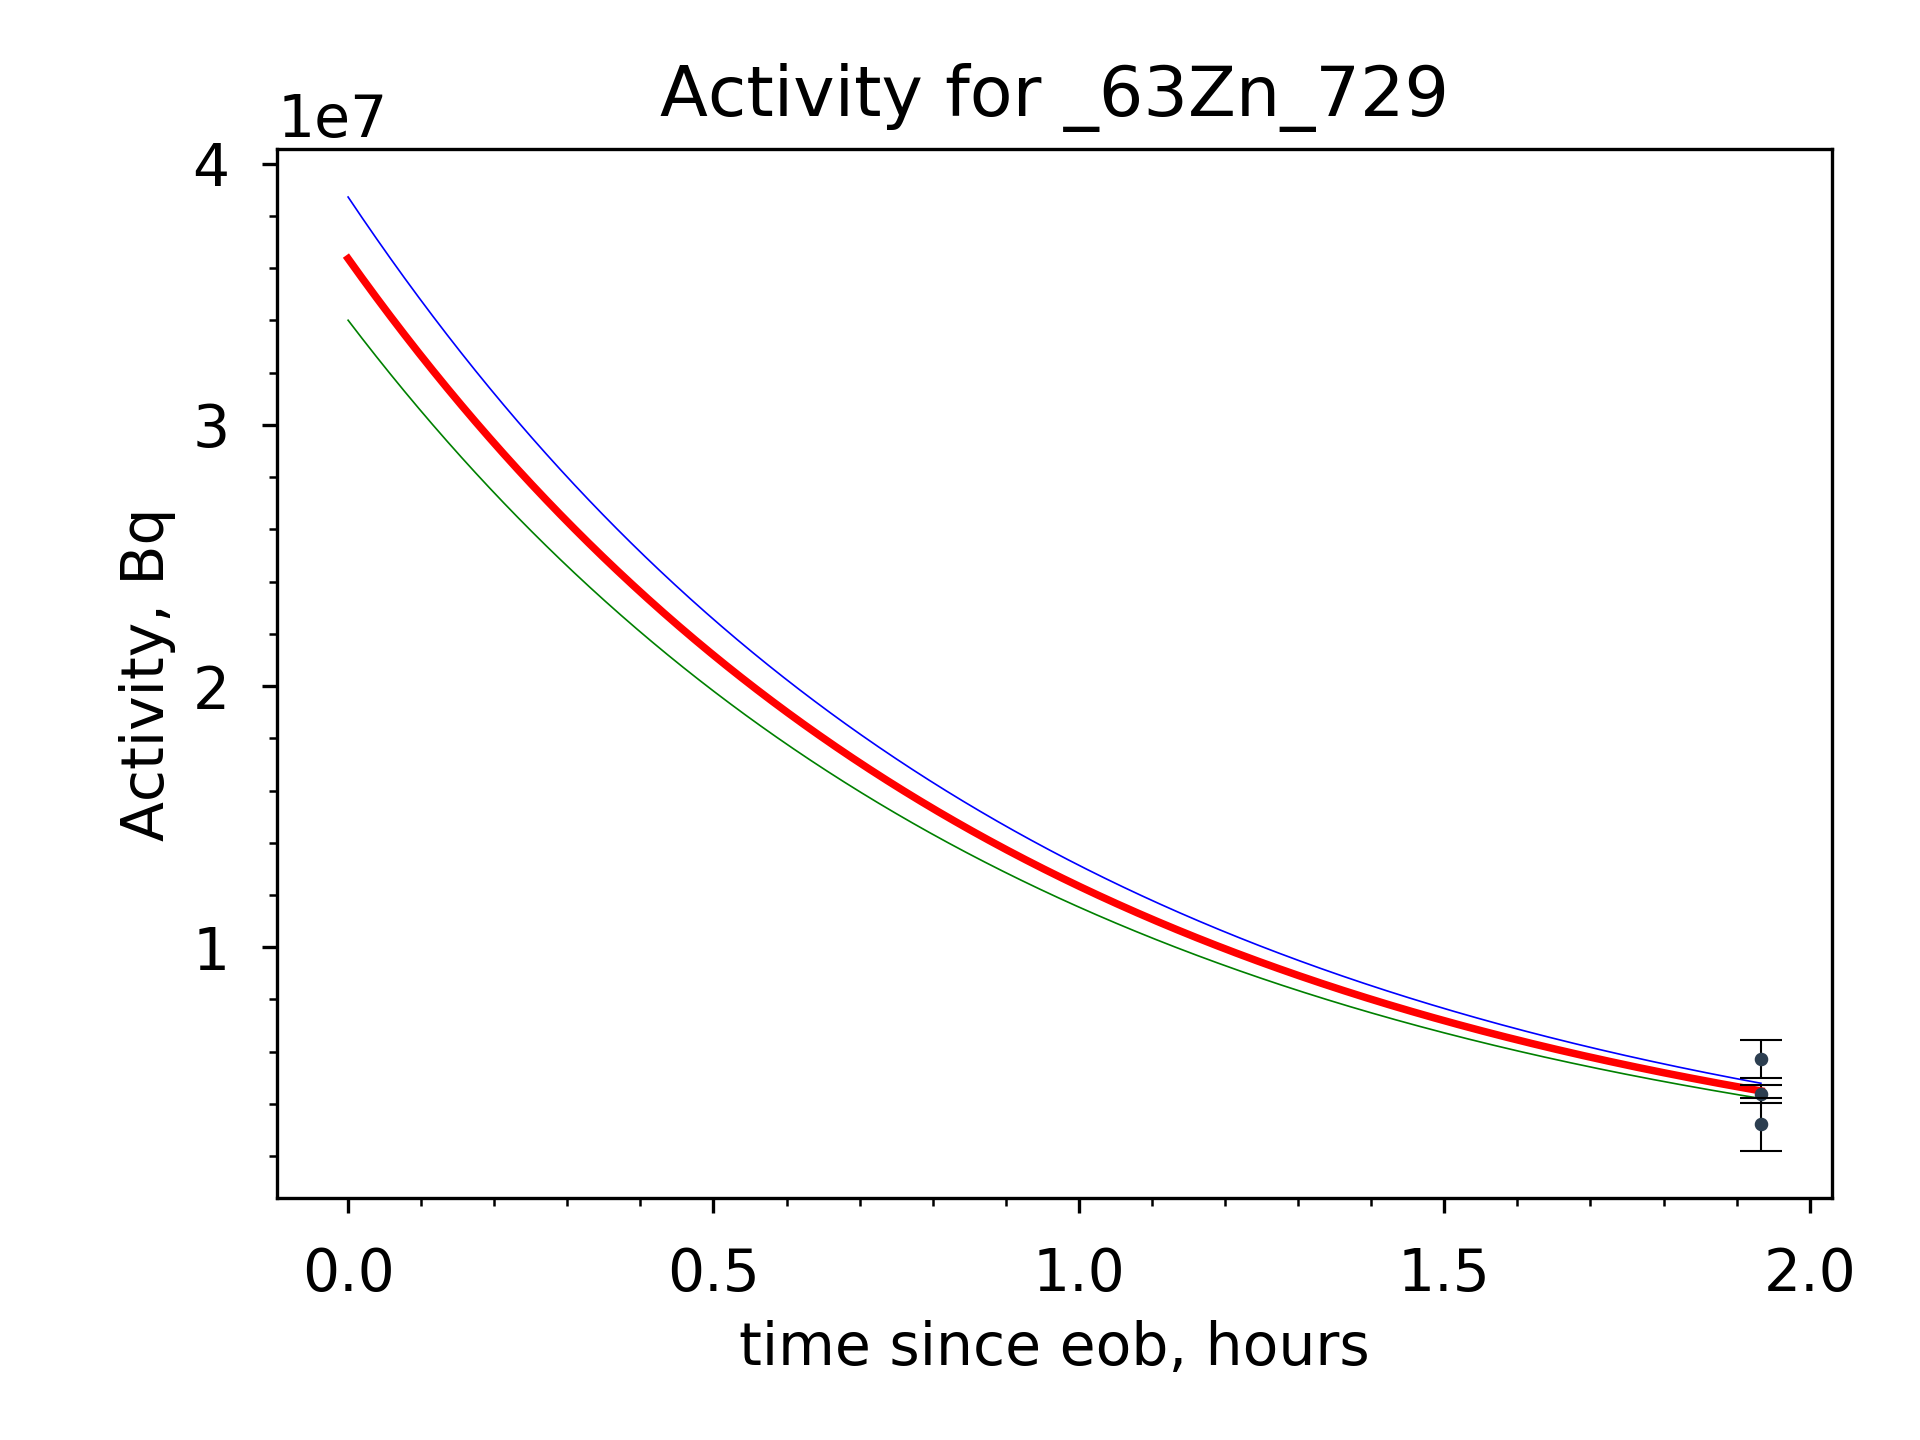 Activity for _63Zn_729
1e7
4
3
2
1
Activity, Bq
0.0 0.5 1.0 1.5 2.0
time since eob, hours